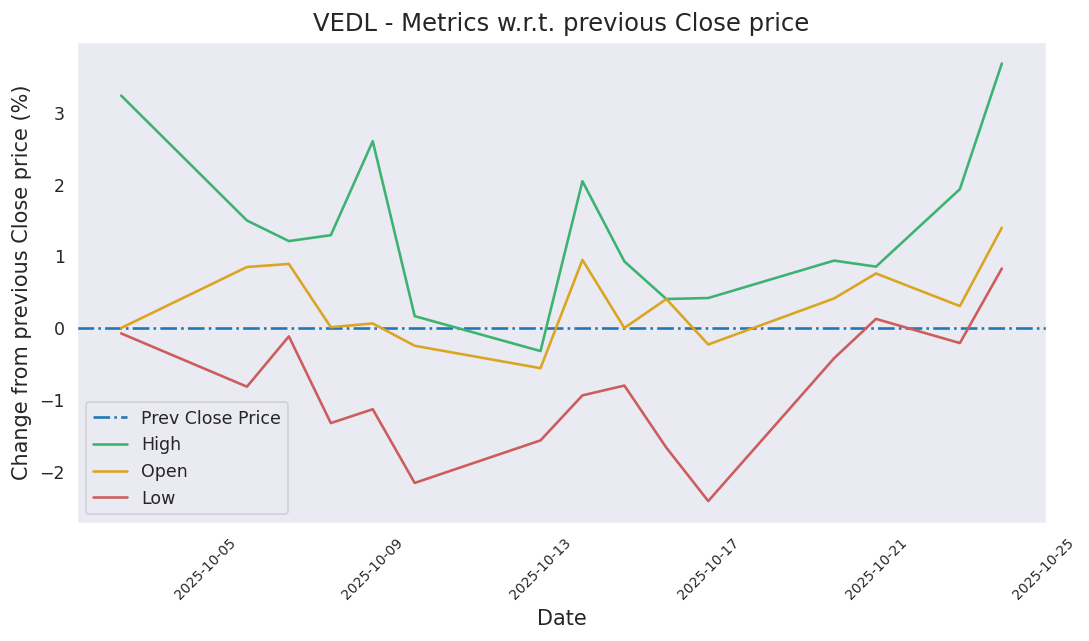 VEDL - Metrics w.r.t. previous Close price
Change from previous Close price (%)
3
2
1
0
−1
−2
Prev Close Price
High
Open
Low
2025-10-05
2025-10-09
2025-10-13
2025-10-17
2025-10-21
2025-10-25
Date